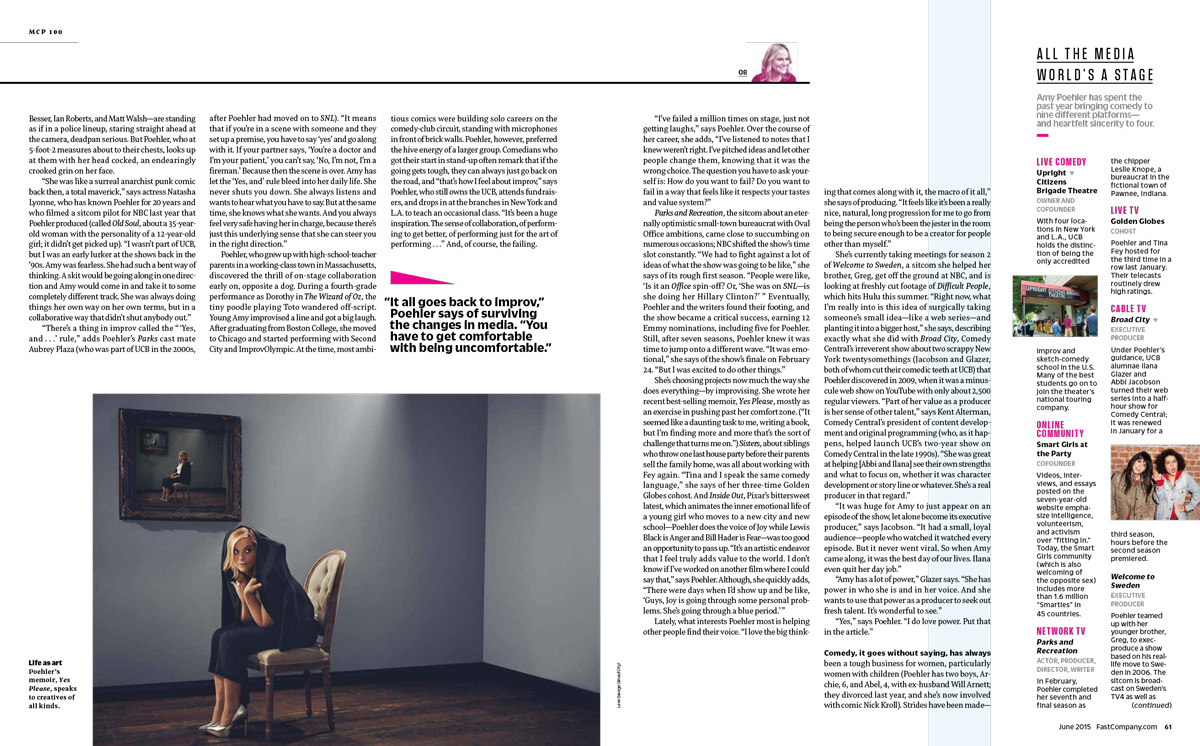 MCP 100
08
Besser, Ian Roberts, and Matt Walsh—are standing
as if in a police lineup, staring straight ahead at
the camera, deadpan serious. But Poehler, who at
5-foot-2 measures about to their chests, looks up
at them with her head cocked, an endearingly
crooked grin on her face.
“She was like a surreal anarchist punk comic
back then, a total maverick,” says actress Natasha
Lyonne, who has known Poehler for 20 years and
who filmed a sitcom pilot for NBC last year that
Poehler produced (called Old Soul, about a 35-year-
old woman with the personality of a 12-year-old
girl; it didn’t get picked up). “I wasn’t part of UCB,
but I was an early lurker at the shows back in the
’90s. Amy was fearless. She had such a bent way of
thinking. A skit would be going along in one direc-
tion and Amy would come in and take it to some
completely different track. She was always doing
things her own way on her own terms, but in a
collaborative way that didn’t shut anybody out.”
“There’s a thing in improv called the “ ‘Yes,
and . . .’ rule,” adds Poehler’s Parks cast mate
Aubrey Plaza (who was part of UCB in the 2000s,
after Poehler had moved on to SNL). “It means
that if you’re in a scene with someone and they
set up a premise, you have to say ‘yes’ and go along
with it. If your partner says, ‘You’re a doctor and
I’m your patient,’ you can’t say, ‘No, I’m not, I’m a
fireman.’ Because then the scene is over. Amy has
let the ‘Yes, and’ rule bleed into her daily life. She
never shuts you down. She always listens and
wants to hear what you have to say. But at the same
time, she knows what she wants. And you always
feel very safe having her in charge, because there’s
just this underlying sense that she can steer you
in the right direction.”
Poehler, who grew up with high-school-teacher
parents in a working-class town in Massachusetts,
discovered the thrill of on-stage collaboration
early on, opposite a dog. During a fourth-grade
performance as Dorothy in The Wizard of Oz, the
tiny poodle playing Toto wandered off-script.
Young Amy improvised a line and got a big laugh.
After graduating from Boston College, she moved
to Chicago and started performing with Second
City and ImprovOlympic. At the time, most ambi-
tious comics were building solo careers on the
comedy-club circuit, standing with microphones
in front of brick walls. Poehler, however, preferred
the hive energy of a larger group. Comedians who
got their start in stand-up often remark that if the
going gets tough, they can always just go back on
the road, and “that’s how I feel about improv,” says
Poehler, who still owns the UCB, attends fundrais-
ers, and drops in at the branches in New York and
L.A. to teach an occasional class. “It’s been a huge
inspiration. The sense of collaboration, of perform-
ing to get better, of performing just for the art of
performing . . .” And, of course, the failing.
“It all goes back to improv,”
Poehler says of surviving
the changes in media. “You
have to get comfortable
with being uncomfortable.”
Life as art
Poehler’s
memoir, Yes
Please, speaks
to creatives of
all kinds.
“I’ve failed a million times on stage, just not
getting laughs,” says Poehler. Over the course of
her career, she adds, “I’ve listened to notes that I
knew weren’t right. I’ve pitched ideas and let other
people change them, knowing that it was the
wrong choice. The question you have to ask your-
self is: How do you want to fail? Do you want to
fail in a way that feels like it respects your tastes
and value system?”
Parks and Recreation, the sitcom about an eter-
nally optimistic small-town bureaucrat with Oval
Office ambitions, came close to succumbing on
numerous occasions; NBC shifted the show’s time
slot constantly. “We had to fight against a lot of
ideas of what the show was going to be like,” she
says of its rough first season. “People were like,
‘Is it an Office spin-off? Or, ‘She was on SNL—is
she doing her Hillary Clinton?’ ” Eventually,
Poehler and the writers found their footing, and
the show became a critical success, earning 12
Emmy nominations, including five for Poehler.
Still, after seven seasons, Poehler knew it was
time to jump onto a different wave. “It was emo-
tional,” she says of the show’s finale on February
24. “But I was excited to do other things.”
She’s choosing projects now much the way she
does everything—by improvising. She wrote her
recent best-selling memoir, Yes Please, mostly as
an exercise in pushing past her comfort zone. (“It
seemed like a daunting task to me, writing a book,
but I’m finding more and more that’s the sort of
challenge that turns me on.”) Sisters, about siblings
who throw one last house party before their parents
sell the family home, was all about working with
Fey again. “Tina and I speak the same comedy
language,” she says of her three-time Golden
Globes cohost. And Inside Out, Pixar’s bittersweet
latest, which animates the inner emotional life of
a young girl who moves to a new city and new
school—Poehler does the voice of Joy while Lewis
Black is Anger and Bill Hader is Fear—was too good
an opportunity to pass up. “It’s an artistic endeavor
that I feel truly adds value to the world. I don’t
know if I’ve worked on another film where I could
say that,” says Poehler. Although, she quickly adds,
“There were days when I’d show up and be like,
‘Guys, Joy is going through some personal prob-
lems. She’s going through a blue period.’ ”
Lately, what interests Poehler most is helping
other people find their voice. “I love the big think-
ing that comes along with it, the macro of it all,”
she says of producing. “It feels like it’s been a really
nice, natural, long progression for me to go from
being the person who’s been the jester in the room
to being secure enough to be a creator for people
other than myself.”
She’s currently taking meetings for season 2
of Welcome to Sweden, a sitcom she helped her
brother, Greg, get off the ground at NBC, and is
looking at freshly cut footage of Difficult People,
which hits Hulu this summer. “Right now, what
I’m really into is this idea of surgically taking
someone’s small idea—like a web series—and
planting it into a bigger host,” she says, describing
exactly what she did with Broad City, Comedy
Central’s irreverent show about two scrappy New
York twentysomethings (Jacobson and Glazer,
both of whom cut their comedic teeth at UCB) that
Poehler discovered in 2009, when it was a minus-
cule web show on YouTube with only about 2,500
regular viewers. “Part of her value as a producer
is her sense of other talent,” says Kent Alterman,
Comedy Central’s president of content develop-
ment and original programming (who, as it hap-
pens, helped launch UCB’s two-year show on
Comedy Central in the late 1990s). “She was great
at helping [Abbi and Ilana] see their own strengths
and what to focus on, whether it was character
development or story line or whatever. She’s a real
producer in that regard.”
“It was huge for Amy to just appear on an
episode of the show, let alone become its executive
producer,” says Jacobson. “It had a small, loyal
audience—people who watched it watched every
episode. But it never went viral. So when Amy
came along, it was the best day of our lives. Ilana
even quit her day job.”
“Amy has a lot of power,” Glazer says. “She has
power in who she is and in her voice. And she
wants to use that power as a producer to seek out
fresh talent. It’s wonderful to see.”
“Yes,” says Poehler. “I do love power. Put that
in the article.”
Comedy, it goes without saying, has always
been a tough business for women, particularly
women with children (Poehler has two boys, Ar-
chie, 6, and Abel, 4, with ex-husband Will Arnett;
they divorced last year, and she’s now involved
with comic Nick Kroll). Strides have been made—
ALL THE MEDIA
WORLD’S A STAGE
Amy Poehler has spent the
past year bringing comedy to
nine different platforms—
and heartfelt sincerity to four.
LIVE COMEDY
Upright
Citizens
Brigade Theatre
OWNER AND
COFOUNDER
With four loca-
tions in New York
and L.A., UCB
holds the distinc-
tion of being the
only accredited
improv and
sketch-comedy
school in the U.S.
Many of the best
students go on to
join the theater’s
national touring
company.
ONLINE
COMMUNITY
Smart Girls at
the Party
COFOUNDER
Videos, inter-
views, and essays
posted on the
seven-year-old
website empha-
size intelligence,
volunteerism,
and activism
over “fitting in.”
Today, the Smart
Girls community
(which is also
welcoming of
the opposite sex)
includes more
than 1.6 million
“Smarties” in
45 countries.
NETWORK TV
Parks and
Recreation
ACTOR, PRODUCER,
DIRECTOR, WRITER
In February,
Poehler completed
her seventh and
final season as
the chipper
Leslie Knope, a
bureaucrat in the
fictional town of
Pawnee, Indiana.
LIVE TV
Golden Globes
COHOST
Poehler and Tina
Fey hosted for
the third time in a
row last January.
Their telecasts
routinely drew
high ratings.
CABLE TV
Broad City
EXECUTIVE
PRODUCER
Under Poehler’s
guidance, UCB
alumnae Ilana
Glazer and
Abbi Jacobson
turned their web
series into a half-
hour show for
Comedy Central;
it was renewed
in January for a
third season,
hours before the
second season
premiered.
Welcome to
Sweden
EXECUTIVE
PRODUCER
Poehler teamed
up with her
younger brother,
Greg, to exec-
produce a show
based on his real-
life move to Swe-
den in 2006. The
sitcom is broad-
cast on Sweden’s
TV4 as well as
(continued)
June 2015 FastCompany.com 61